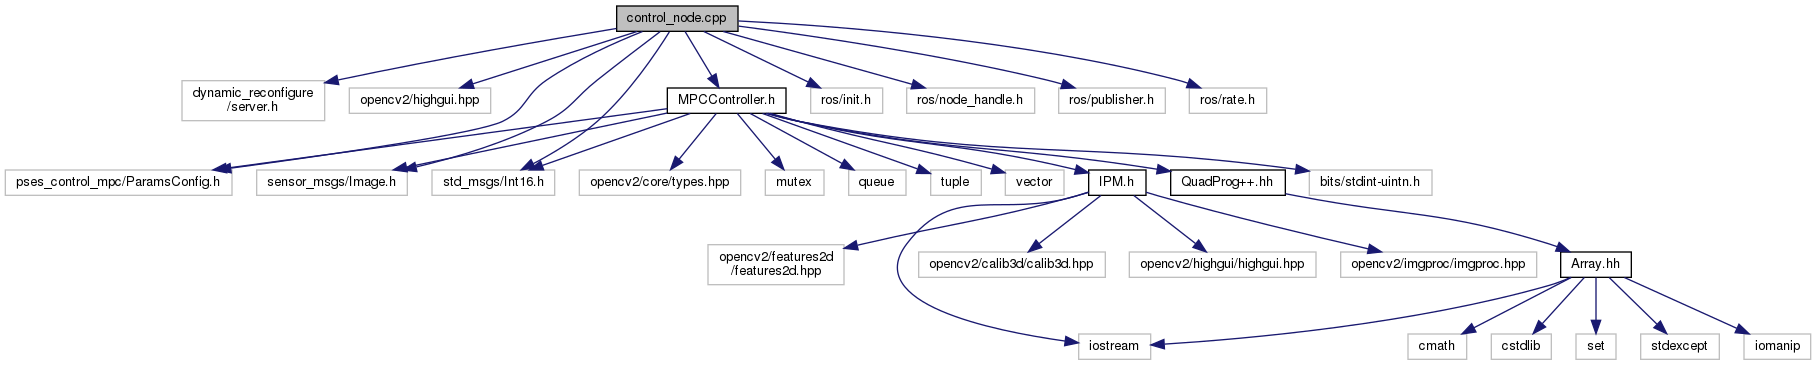 control_node.cpp
dynamic_reconfigure
/server.h
opencv2/highgui.hpp
MPCController.h
ros/init.h
ros/node_handle.h
ros/publisher.h
ros/rate.h
pses_control_mpc/ParamsConfig.h
sensor_msgs/Image.h
std_msgs/Int16.h
opencv2/core/types.hpp
mutex
queue
tuple
vector
IPM.h
QuadProg++.hh
bits/stdint-uintn.h
opencv2/features2d
/features2d.hpp
opencv2/calib3d/calib3d.hpp
opencv2/highgui/highgui.hpp
opencv2/imgproc/imgproc.hpp
Array.hh
iostream
cmath
cstdlib
set
stdexcept
iomanip